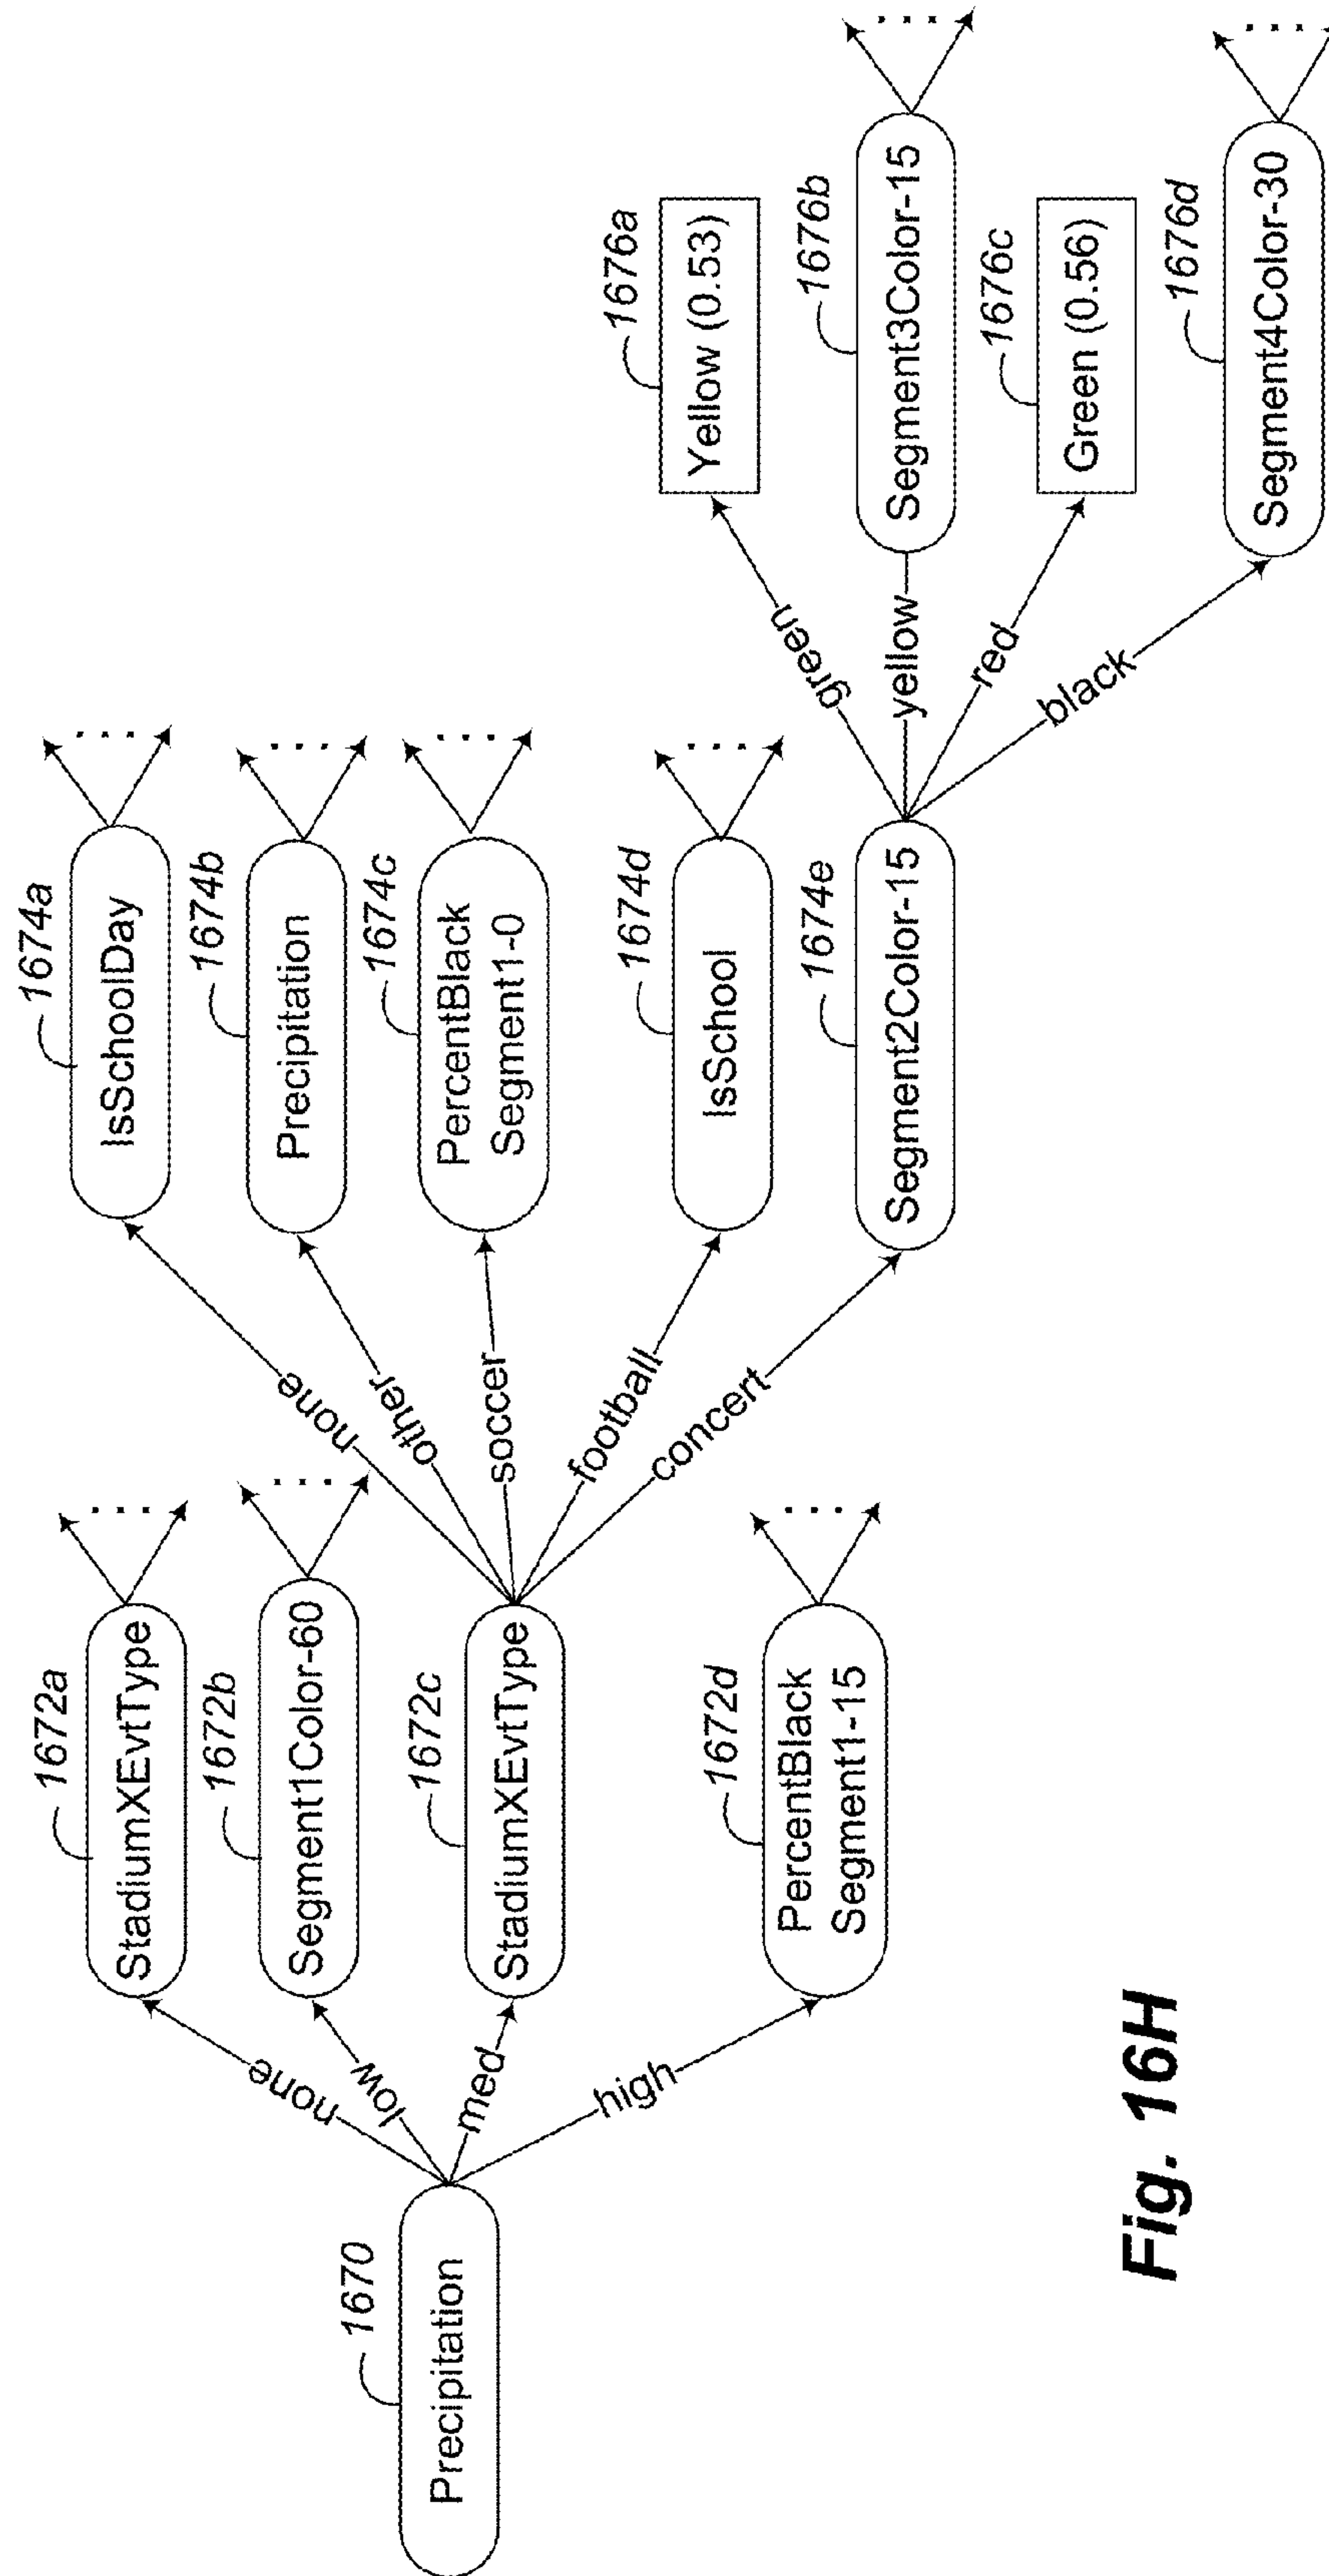 1670
Precipitation
none
low
med
high
1672a
StadiumXEvtType
...
1672b
Segment1Color-60
...
1672c
StadiumXEvtType
1672d
PercentBlack
Segment1-15
...
none
other
soccer
football
concert
1674a
IsSchoolDay
...
1674b
Precipitation
...
1674c
PercentBlack
Segment1-0
...
1674d
IsSchool
...
1674e
Segment2Color-15
green
yellow
red
black
1676a
Yellow (0.53)
1676b
Segment3Color-15
...
1676c
Green (0.56)
1676d
Segment4Color-30
...
Fig. 16H